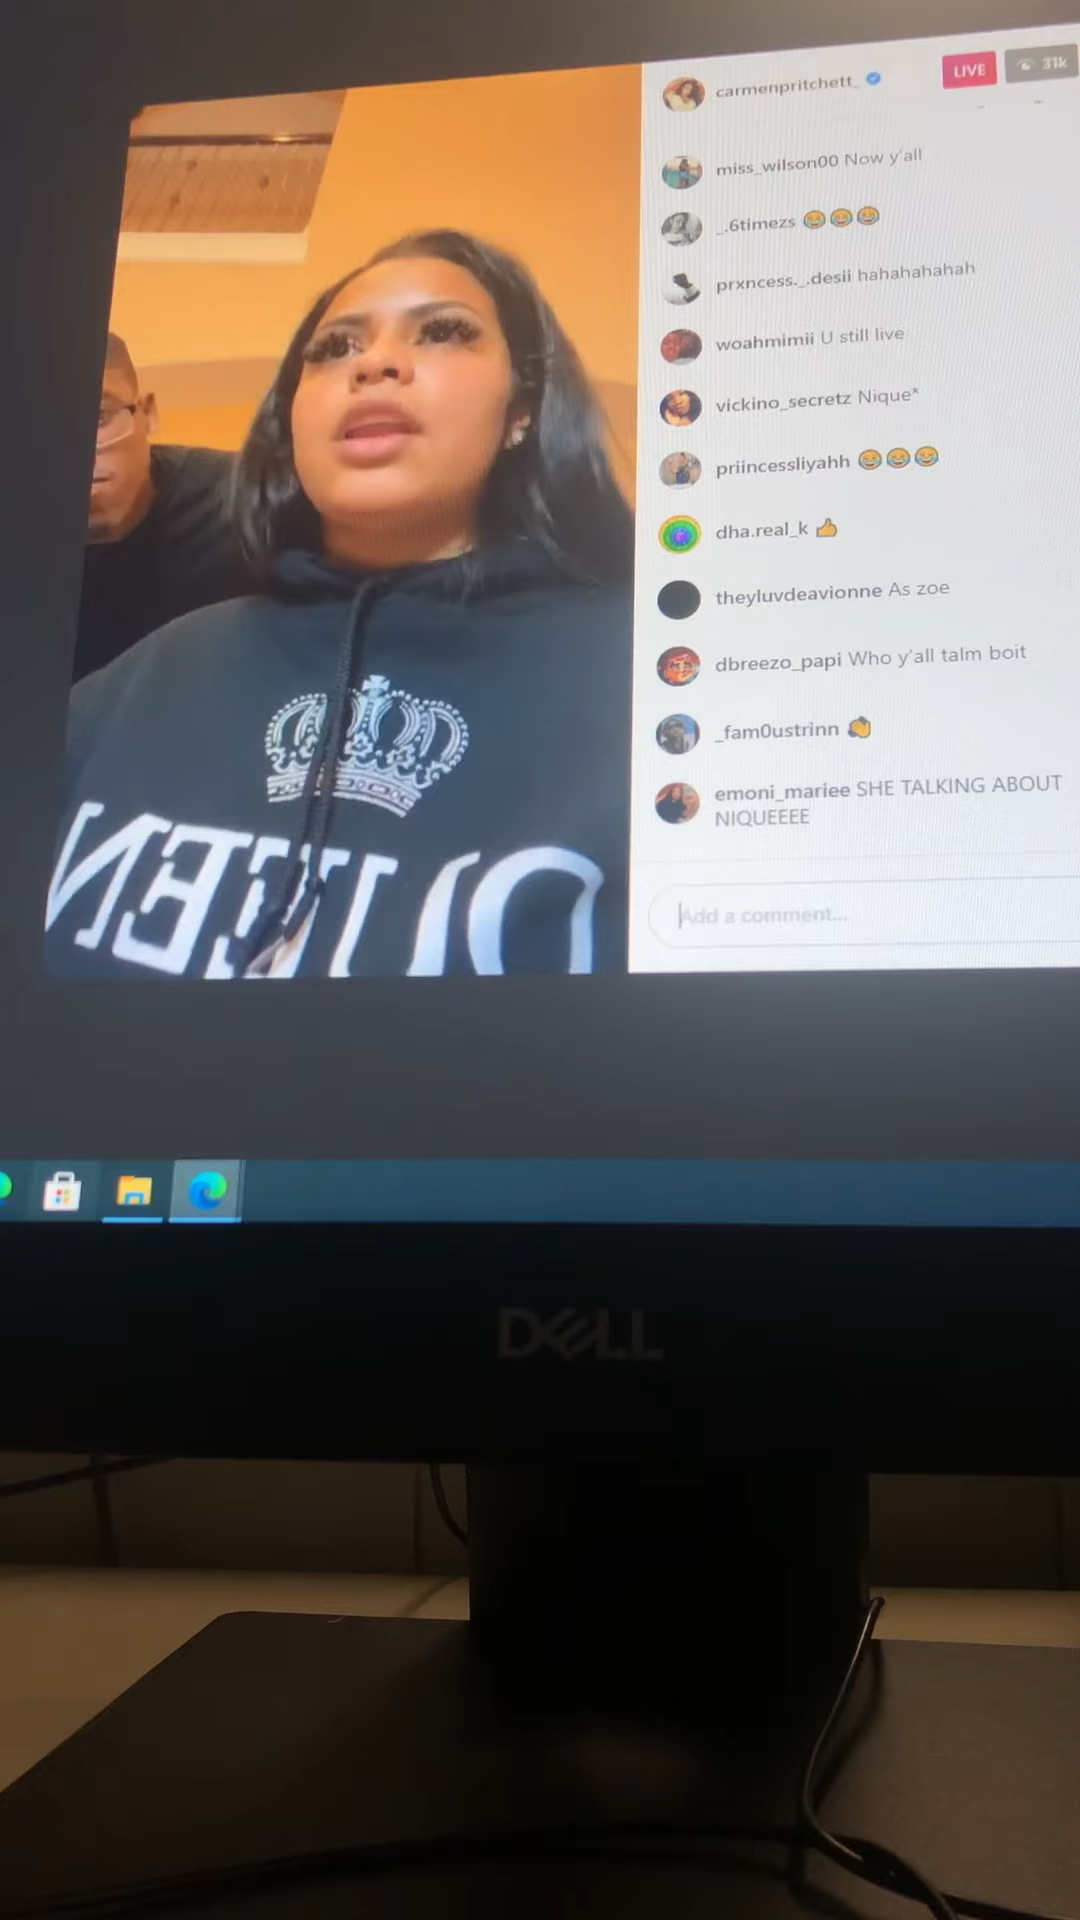 carmenpritchett_
LIVE
31k
miss_wilson00 Now y'all
_.6timezs 😂😂😂
prxncess._.desii hahahahahah
woahmimii U still live
vickino_secretz Nique*
priincessliyahh 😂😂😂
dha.real_k 👍
theyluvdeavionne As zoe
dbreezo_papi Who y'all talm boit
_fam0ustrinn 👏
emoni_mariee SHE TALKING ABOUT
NIQUEEEE
Add a comment...
QUEEN
DELL